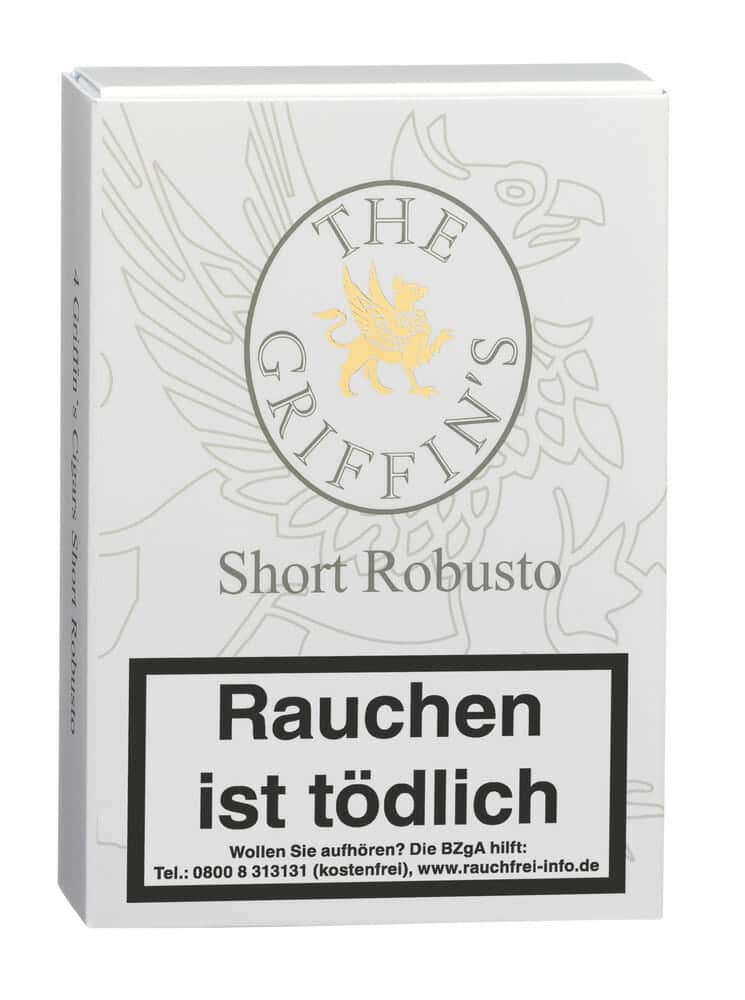 THE
GRIFFIN'S
Short Robusto
4 Griffin's Cigars Short Robusto
Rauchen
ist tödlich
Wollen Sie aufhören? Die BZgA hilft:
Tel.: 0800 8 313131 (kostenfrei), www.rauchfrei-info.de